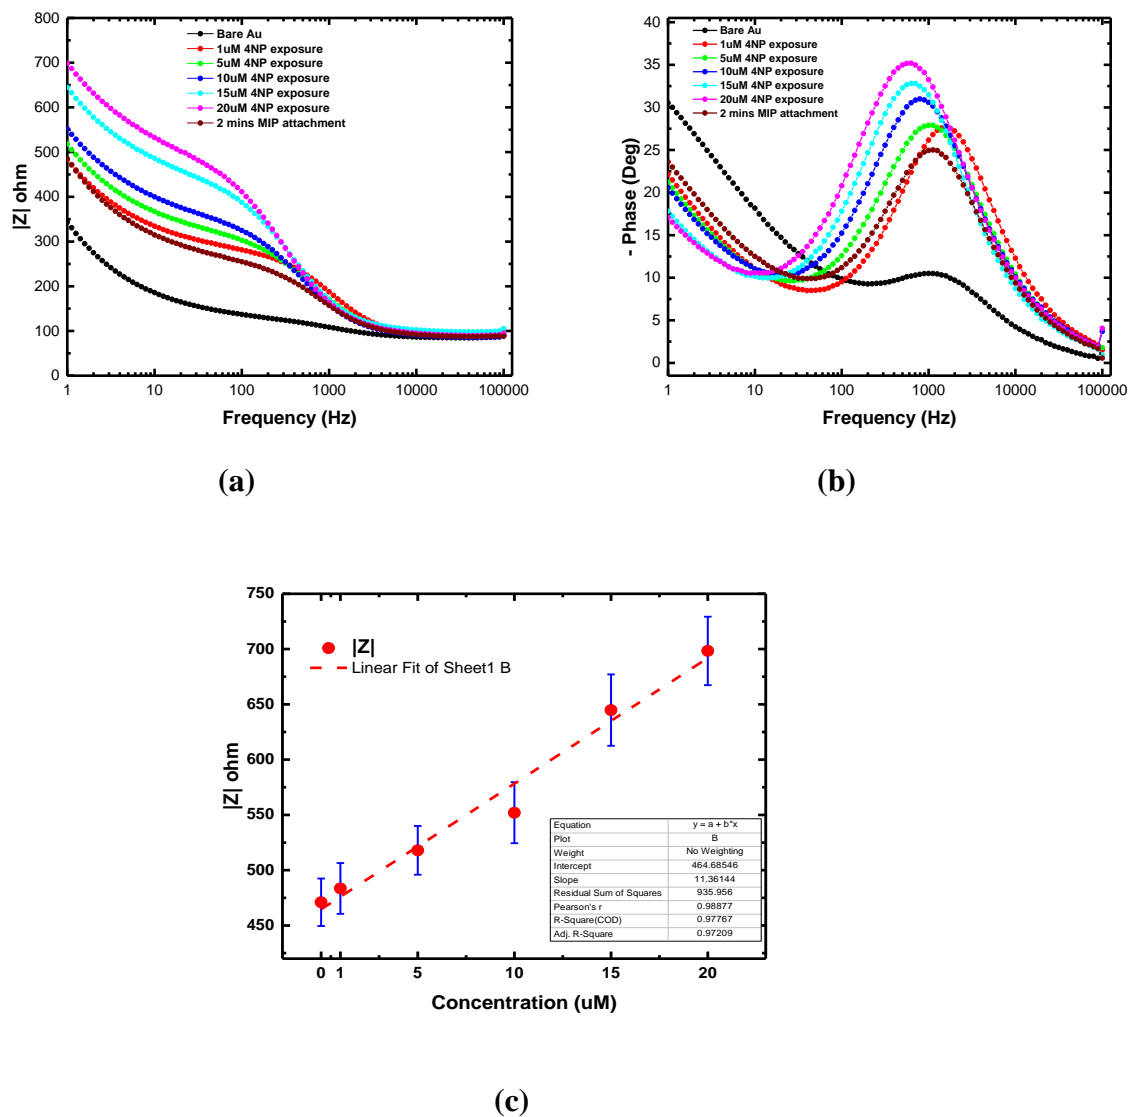 800
700
600
500
400
300
200
100
0
|Z| ohm
Bare Au
1uM 4NP exposure
5uM 4NP exposure
10uM 4NP exposure
15uM 4NP exposure
20uM 4NP exposure
2 mins MIP attachment
1 10 100 1000 10000 100000
Frequency (Hz)
(a)
40
35
30
25
20
15
10
5
0
- Phase (Deg)
Bare Au
1uM 4NP exposure
5uM 4NP exposure
10uM 4NP exposure
15uM 4NP exposure
20uM 4NP exposure
2 mins MIP attachment
1 10 100 1000 10000 100000
Frequency (Hz)
(b)
750
700
650
600
550
500
450
|Z| ohm
|Z|
Linear Fit of Sheet1 B
Equation y = a + b*x
Plot B
Weight No Weighting
Intercept 464.68546
Slope 11.36144
Residual Sum of Squares 935.956
Pearson's r 0.98877
R-Square(COD) 0.97767
Adj. R-Square 0.97209
0 1 5 10 15 20
Concentration (uM)
(c)